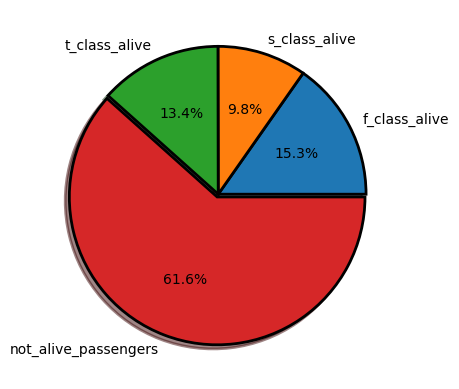 s_class_alive
t_class_alive
9.8%
13.4%
f_class_alive
15.3%
61.6%
not_alive_passengers